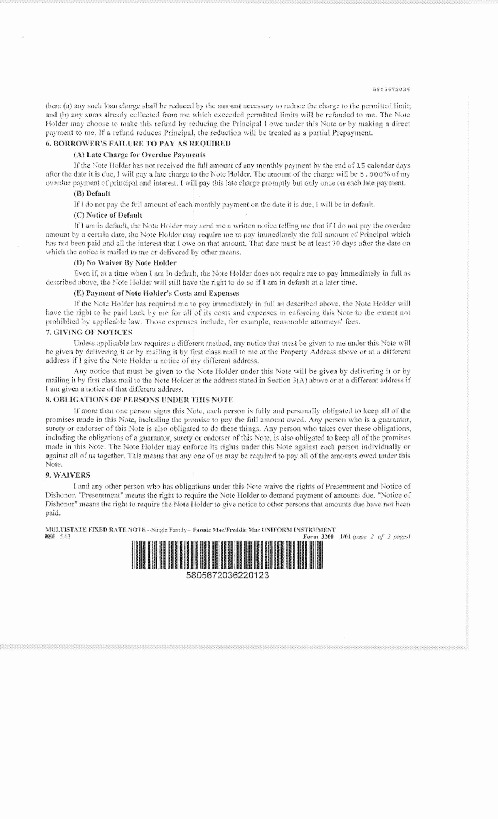 then: (a) any such loan charge shall be reduced by the amount necessary to reduce the charge to the permitted limit;
and (b) any sums already collected from me which exceeded permitted limits will be refunded to me. The Note
Holder may choose to make this refund by reducing the Principal I owe under this Note or by making a direct
payment to me. If a refund reduces Principal, the reduction will be treated as a partial Prepayment.
6. BORROWER'S FAILURE TO PAY AS REQUIRED
(A) Late Charge for Overdue Payments
If the Note Holder has not received the full amount of any monthly payment by the end of 15 calendar days
after the date it is due, I will pay a late charge to the Note Holder. The amount of the charge will be 5.000% of my
overdue payment of principal and interest. I will pay this late charge promptly but only once on each late payment.
(B) Default
If I do not pay the full amount of each monthly payment on the date it is due, I will be in default.
(C) Notice of Default
If I am in default, the Note Holder may send me a written notice telling me that if I do not pay the overdue
amount by a certain date, the Note Holder may require me to pay immediately the full amount of Principal which
has not been paid and all the interest that I owe on that amount. That date must be at least 30 days after the date on
which the notice is mailed to me or delivered by other means.
(D) No Waiver By Note Holder
Even if, at a time when I am in default, the Note Holder does not require me to pay immediately in full as
described above, the Note Holder will still have the right to do so if I am in default at a later time.
(E) Payment of Note Holder's Costs and Expenses
If the Note Holder has required me to pay immediately in full as described above, the Note Holder will
have the right to be paid back by me for all of its costs and expenses in enforcing this Note to the extent not
prohibited by applicable law. Those expenses include, for example, reasonable attorneys' fees.
7. GIVING OF NOTICES
Unless applicable law requires a different method, any notice that must be given to me under this Note will
be given by delivering it or by mailing it by first class mail to me at the Property Address above or at a different
address if I give the Note Holder a notice of my different address.
Any notice that must be given to the Note Holder under this Note will be given by delivering it or by
mailing it by first class mail to the Note Holder at the address stated in Section 3(A) above or at a different address if
I am given a notice of that different address.
8. OBLIGATIONS OF PERSONS UNDER THIS NOTE
If more than one person signs this Note, each person is fully and personally obligated to keep all of the
promises made in this Note, including the promise to pay the full amount owed. Any person who is a guarantor,
surety or endorser of this Note is also obligated to do these things. Any person who takes over these obligations,
including the obligations of a guarantor, surety or endorser of this Note, is also obligated to keep all of the promises
made in this Note. The Note Holder may enforce its rights under this Note against each person individually or
against all of us together. This means that any one of us may be required to pay all of the amounts owed under this
Note.
9. WAIVERS
I and any other person who has obligations under this Note waive the rights of Presentment and Notice of
Dishonor. "Presentment" means the right to require the Note Holder to demand payment of amounts due. "Notice of
Dishonor" means the right to require the Note Holder to give notice to other persons that amounts due have not been
paid.
MULTISTATE FIXED RATE NOTE--Single Family--Fannie Mae/Freddie Mac UNIFORM INSTRUMENT
Form 3200 1/01 (page 2 of 3 pages)
5805672036220123